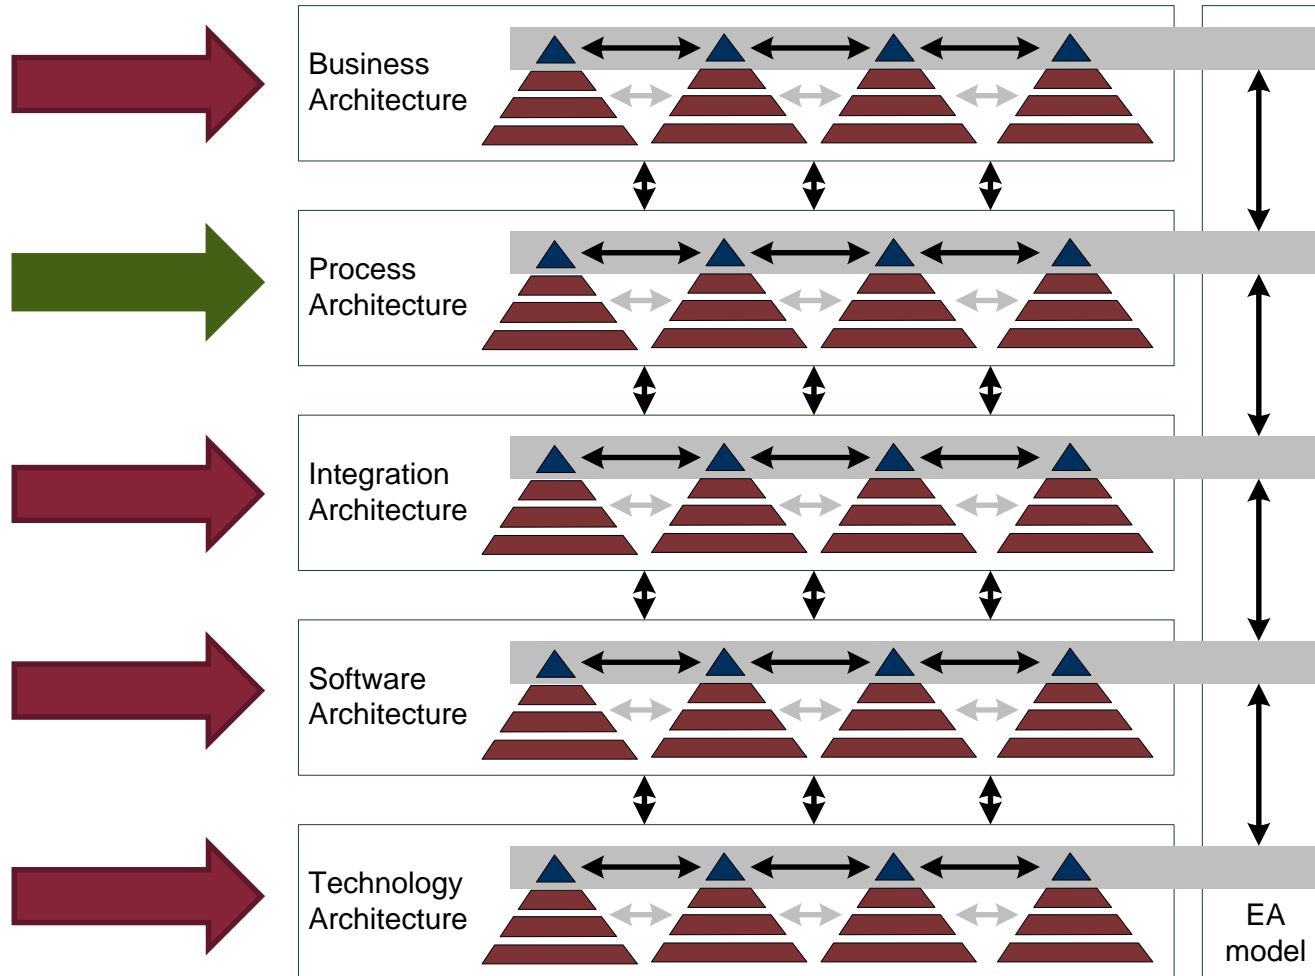 Business
Architecture
Process
Architecture
Integration
Architecture
Software
Architecture
Technology
Architecture
EA
model